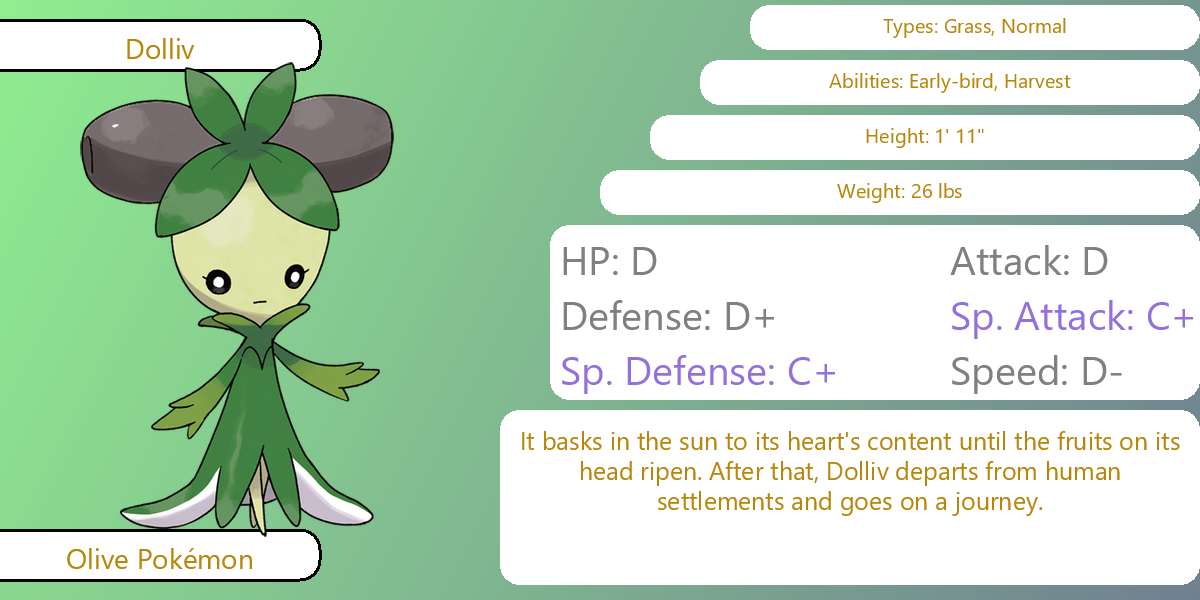 Dolliv
Types: Grass, Normal
Abilities: Early-bird, Harvest
Height: 1' 11"
Weight: 26 lbs
HP: D
Attack: D
Defense: D+
Sp. Attack: C+
Sp. Defense: C+
Speed: D-
It basks in the sun to its heart's content until the fruits on its
head ripen. After that, Dolliv departs from human
settlements and goes on a journey.
Olive Pokémon